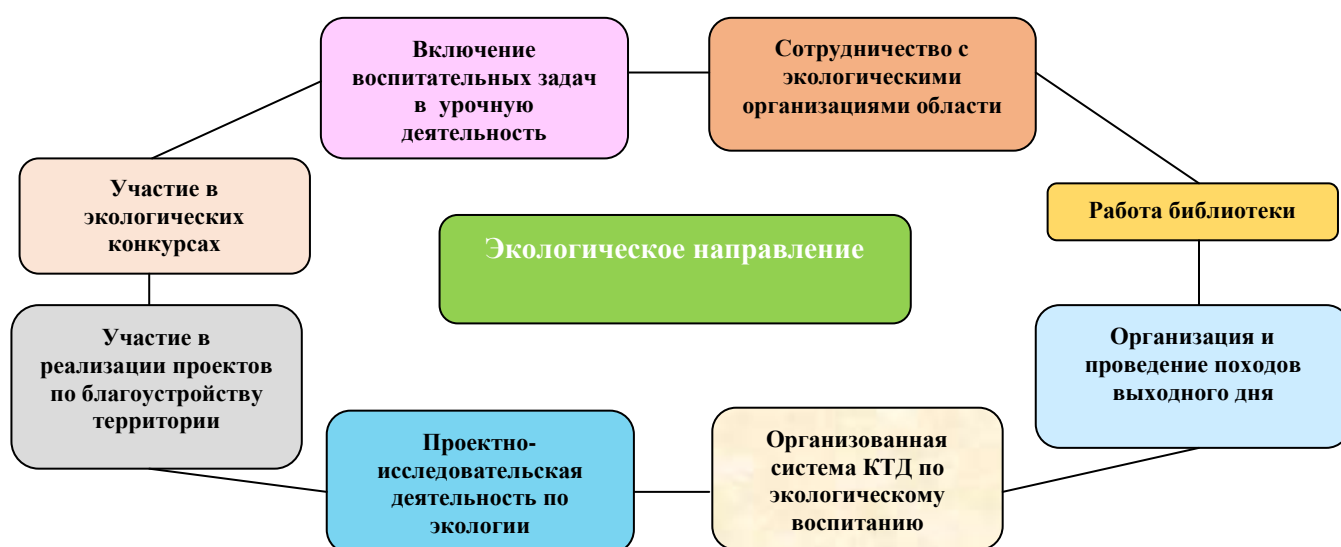 Включение
воспитательных задач
в урочную
деятельность
Сотрудничество с
экологическими
организациями области
Участие в
экологических
конкурсах
Работа библиотеки
Экологическое направление
Участие в
реализации проектов
по благоустройству
территории
Организация и
проведение походов
выходного дня
Проектно-
исследовательская
деятельность по
экологии
Организованная
система КТД по
экологическому
воспитанию